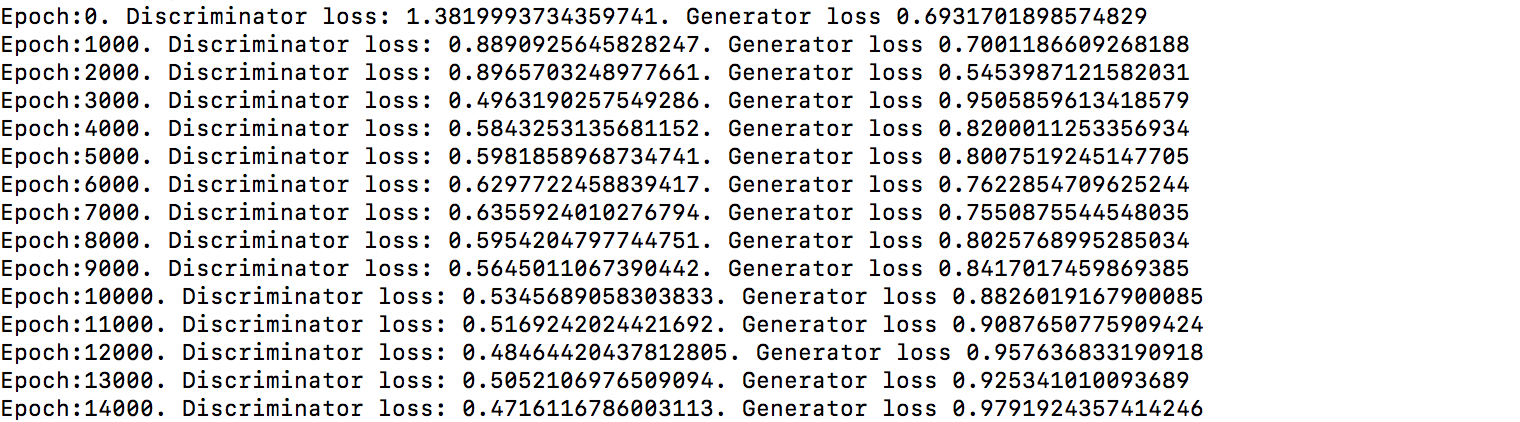 Epoch:0. Discriminator loss: 1.3819993734359741. Generator loss 0.6931701898574829
Epoch:1000. Discriminator loss: 0.8890925645828247. Generator loss 0.7001186609268188
Epoch:2000. Discriminator loss: 0.8965703248977661. Generator loss 0.5453987121582031
Epoch:3000. Discriminator loss: 0.4963190257549286. Generator loss 0.9505859613418579
Epoch:4000. Discriminator loss: 0.5843253135681152. Generator loss 0.8200011253356934
Epoch:5000. Discriminator loss: 0.5981858968734741. Generator loss 0.8007519245147705
Epoch:6000. Discriminator loss: 0.6297722458839417. Generator loss 0.7622854709625244
Epoch:7000. Discriminator loss: 0.6355924010276794. Generator loss 0.7550875544548035
Epoch:8000. Discriminator loss: 0.5954204797744751. Generator loss 0.8025768995285034
Epoch:9000. Discriminator loss: 0.5645011067390442. Generator loss 0.8417017459869385
Epoch:10000. Discriminator loss: 0.5345689058303833. Generator loss 0.8826019167900085
Epoch:11000. Discriminator loss: 0.5169242024421692. Generator loss 0.9087650775909424
Epoch:12000. Discriminator loss: 0.48464420437812805. Generator loss 0.957636833190918
Epoch:13000. Discriminator loss: 0.5052106976509094. Generator loss 0.925341010093689
Epoch:14000. Discriminator loss: 0.4716116786003113. Generator loss 0.9791924357414246